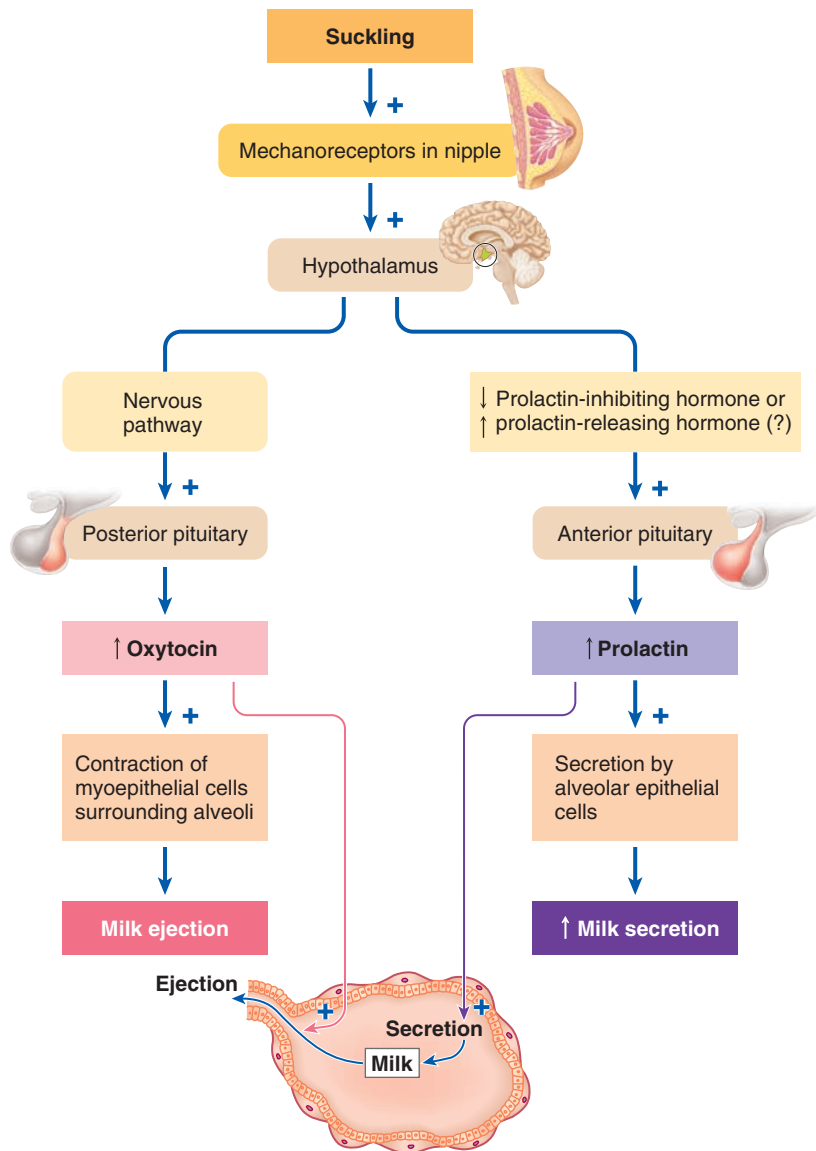 Suckling
+
Mechanoreceptors in nipple
+
Hypothalamus
Nervous
pathway
↓ Prolactin-inhibiting hormone or
↑ prolactin-releasing hormone (?)
+
+
Posterior pituitary
Anterior pituitary
↑ Oxytocin
↑ Prolactin
+
+
Contraction of
myoepithelial cells
surrounding alveoli
Secretion by
alveolar epithelial
cells
Milk ejection
↑ Milk secretion
Ejection
+
+
Secretion
Milk